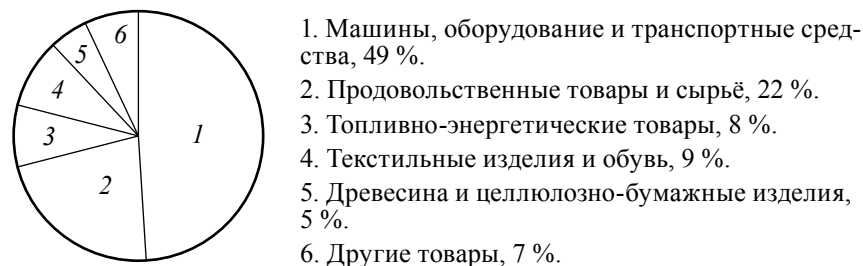 6
5
4
3
2
1
1. Машины, оборудование и транспортные сред-
ства, 49 %.
2. Продовольственные товары и сырьё, 22 %.
3. Топливно-энергетические товары, 8 %.
4. Текстильные изделия и обувь, 9 %.
5. Древесина и целлюлозно-бумажные изделия,
5 %.
6. Другие товары, 7 %.